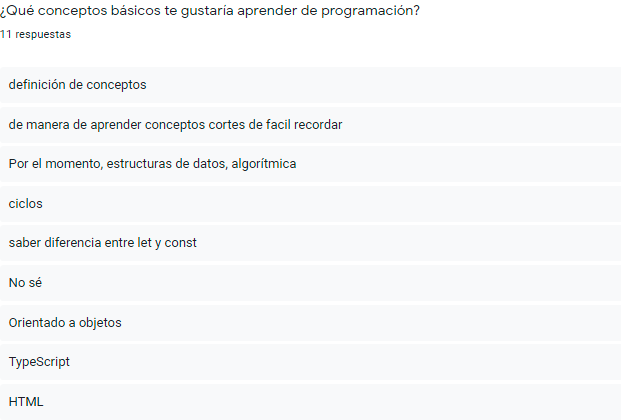 ¿Qué conceptos básicos te gustaría aprender de programación?
11 respuestas
definición de conceptos
de manera de aprender conceptos cortes de facil recordar
Por el momento, estructuras de datos, algorítmica
ciclos
saber diferencia entre let y const
No sé
Orientado a objetos
TypeScript
HTML